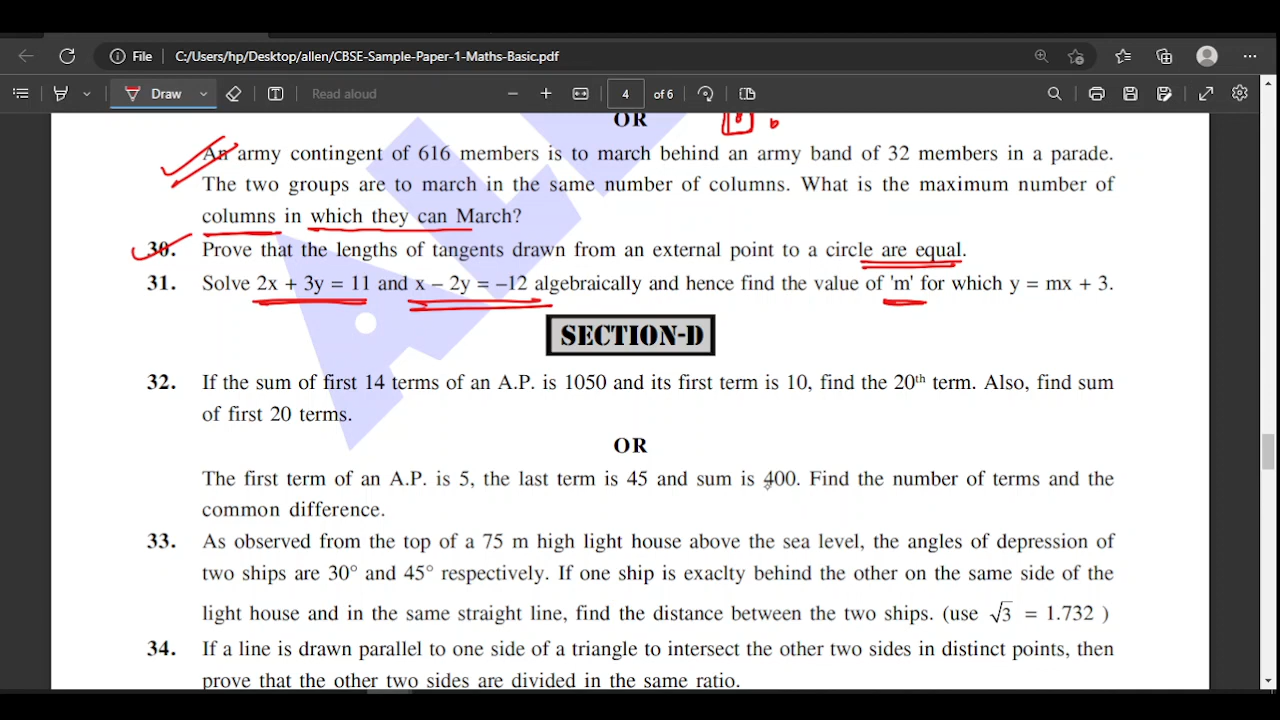 File C:/Users/hp/Desktop/allen/CBSE-Sample-Paper-1-Maths-Basic.pdf
Draw Read aloud 4 of 6
OR
An army contingent of 616 members is to march behind an army band of 32 members in a parade.
The two groups are to march in the same number of columns. What is the maximum number of
columns in which they can March?
30. Prove that the lengths of tangents drawn from an external point to a circle are equal.
31. Solve 2x + 3y = 11 and x – 2y = –12 algebraically and hence find the value of 'm' for which y = mx + 3.
SECTION-D
32. If the sum of first 14 terms of an A.P. is 1050 and its first term is 10, find the 20th term. Also, find sum
of first 20 terms.
OR
The first term of an A.P. is 5, the last term is 45 and sum is 400. Find the number of terms and the
common difference.
33. As observed from the top of a 75 m high light house above the sea level, the angles of depression of
two ships are 30° and 45° respectively. If one ship is exaclty behind the other on the same side of the
light house and in the same straight line, find the distance between the two ships. (use √3 = 1.732 )
34. If a line is drawn parallel to one side of a triangle to intersect the other two sides in distinct points, then
prove that the other two sides are divided in the same ratio.